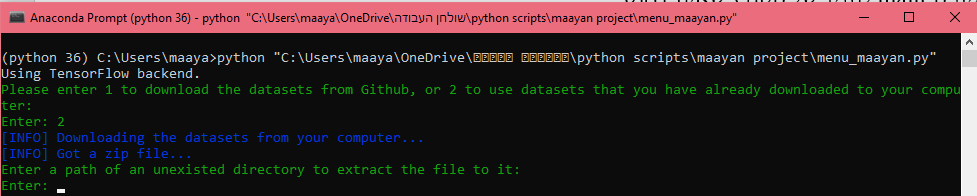 Anaconda Prompt (python 36) - python "C:\Users\maaya\OneDrive\שולחן העבודה\python scripts\maayan project\menu_maayan.py"
(python 36) C:\Users\maaya>python "C:\Users\maaya\OneDrive\⍰⍰⍰⍰⍰ ⍰⍰⍰⍰⍰⍰\python scripts\maayan project\menu_maayan.py"
Using TensorFlow backend.
Please enter 1 to download the datasets from Github, or 2 to use datasets that you have already downloaded to your compu
ter:
Enter: 2
[INFO] Downloading the datasets from your computer...
[INFO] Got a zip file...
Enter a path of an unexisted directory to extract the file to it:
Enter: